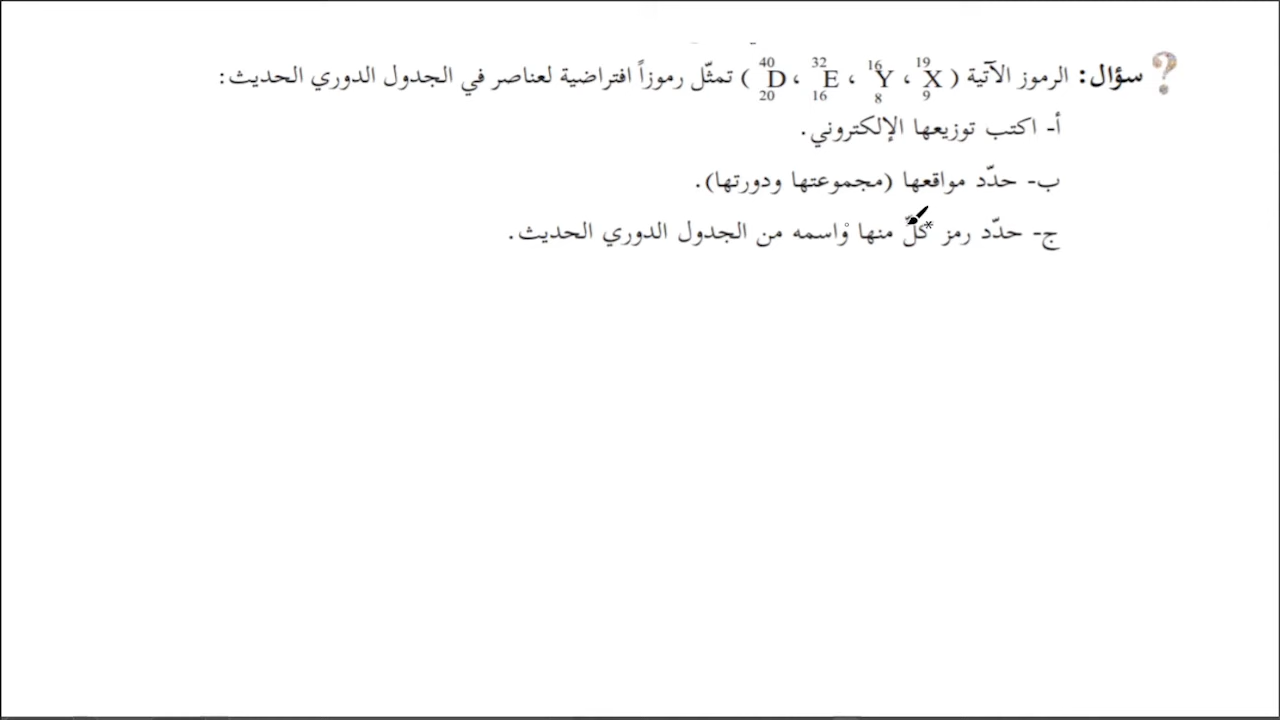 سؤال: الرموز الآتية ( ¹⁹₉X ، ¹⁶₈Y ، ³²₁₆E ، ⁴⁰₂₀D ) تمثّل رموزاً افتراضية لعناصر في الجدول الدوري الحديث:
أ- اكتب توزيعها الإلكتروني.
ب- حدّد مواقعها (مجموعتها ودورتها).
ج- حدّد رمز كلّ منها واسمه من الجدول الدوري الحديث.